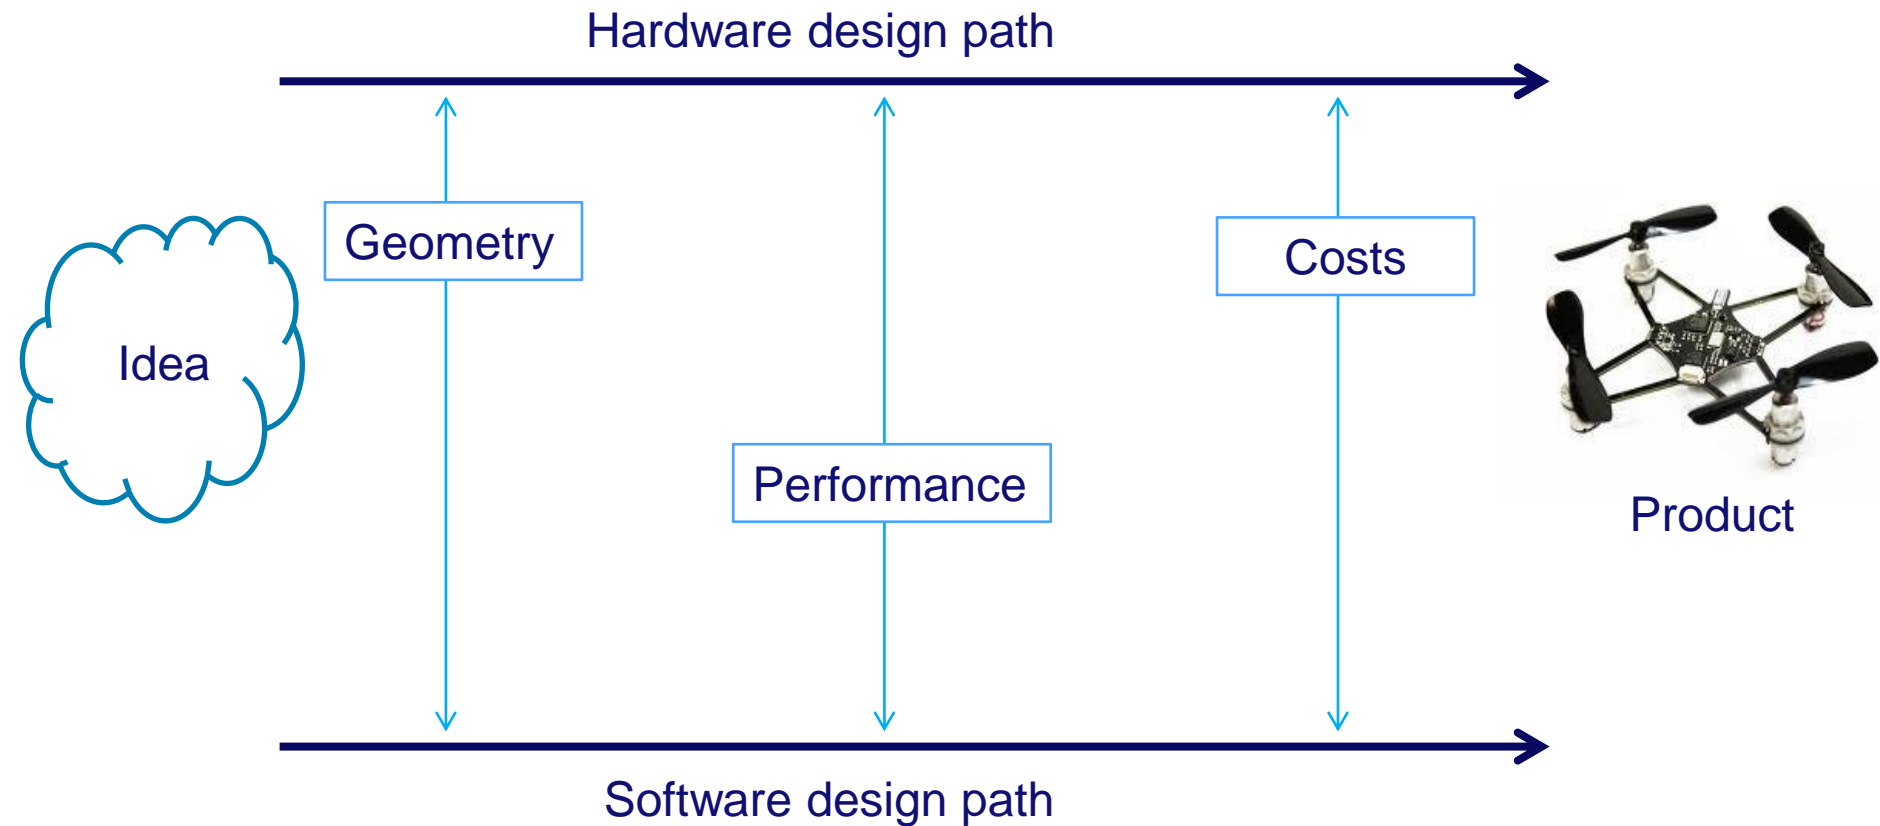 Hardware design path
Geometry
Costs
Idea
Performance
Product
Software design path